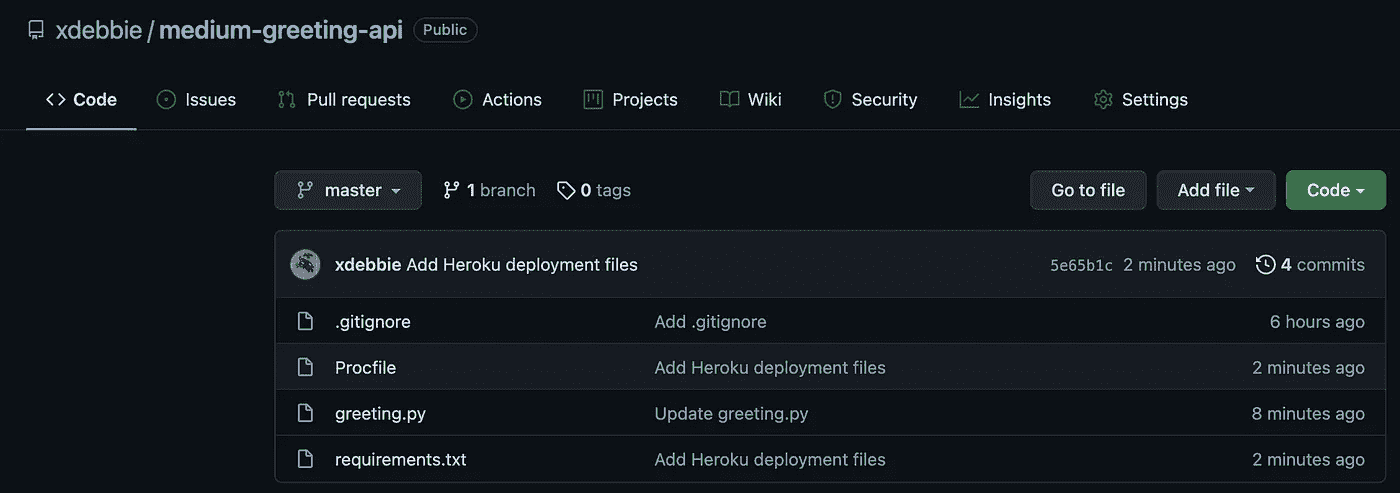 xdebbie / medium-greeting-api Public
Code Issues Pull requests Actions Projects Wiki Security Insights Settings
master 1 branch 0 tags Go to file Add file Code
xdebbie Add Heroku deployment files 5e65b1c 2 minutes ago 4 commits
.gitignore Add .gitignore 6 hours ago
Procfile Add Heroku deployment files 2 minutes ago
greeting.py Update greeting.py 8 minutes ago
requirements.txt Add Heroku deployment files 2 minutes ago